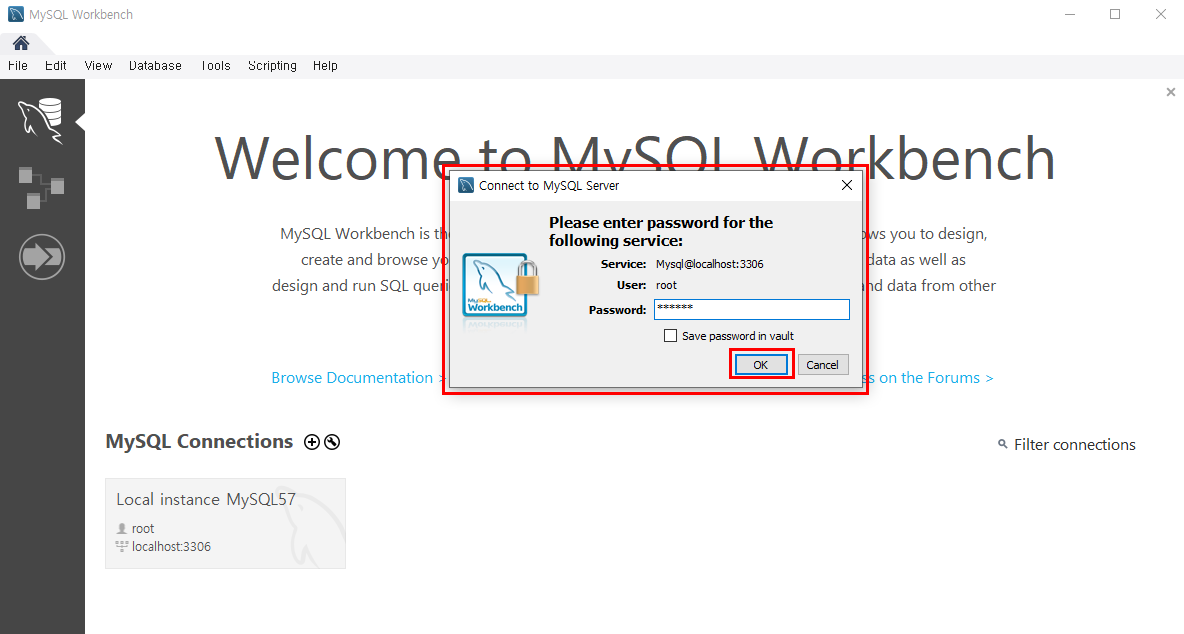 MySQL Workbench
File Edit View Database Tools Scripting Help
Welcome to MySQL Workbench
MySQL Workbench is the
ows you to design,
create and browse yo
data as well as
design and run SQL queri
nd data from other
Browse Documentation >
ss on the Forums >
Connect to MySQL Server
Please enter password for the
following service:
Service: Mysql@localhost:3306
User: root
Password: ******
Save password in vault
OK Cancel
MySQL
Workbench
MySQL Connections
Filter connections
Local instance MySQL57
root
localhost:3306